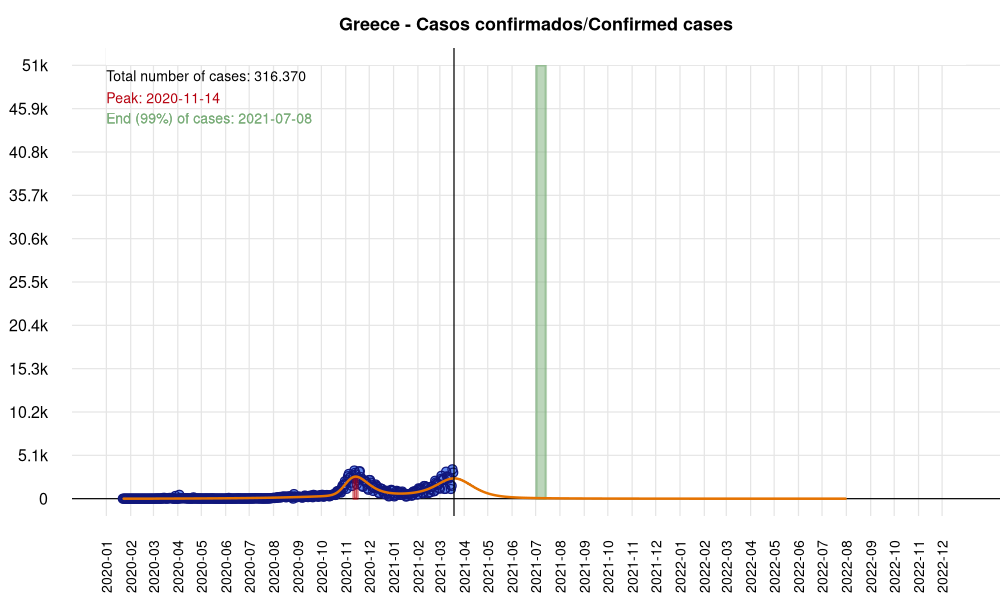 Greece - Casos confirmados/Confirmed cases
Total number of cases: 316.370
Peak: 2020-11-14
End (99%) of cases: 2021-07-08
51k
45.9k
40.8k
35.7k
30.6k
25.5k
20.4k
15.3k
10.2k
5.1k
0
2020-01
2020-02
2020-03
2020-04
2020-05
2020-06
2020-07
2020-08
2020-09
2020-10
2020-11
2020-12
2021-01
2021-02
2021-03
2021-04
2021-05
2021-06
2021-07
2021-08
2021-09
2021-10
2021-11
2021-12
2022-01
2022-02
2022-03
2022-04
2022-05
2022-06
2022-07
2022-08
2022-09
2022-10
2022-11
2022-12